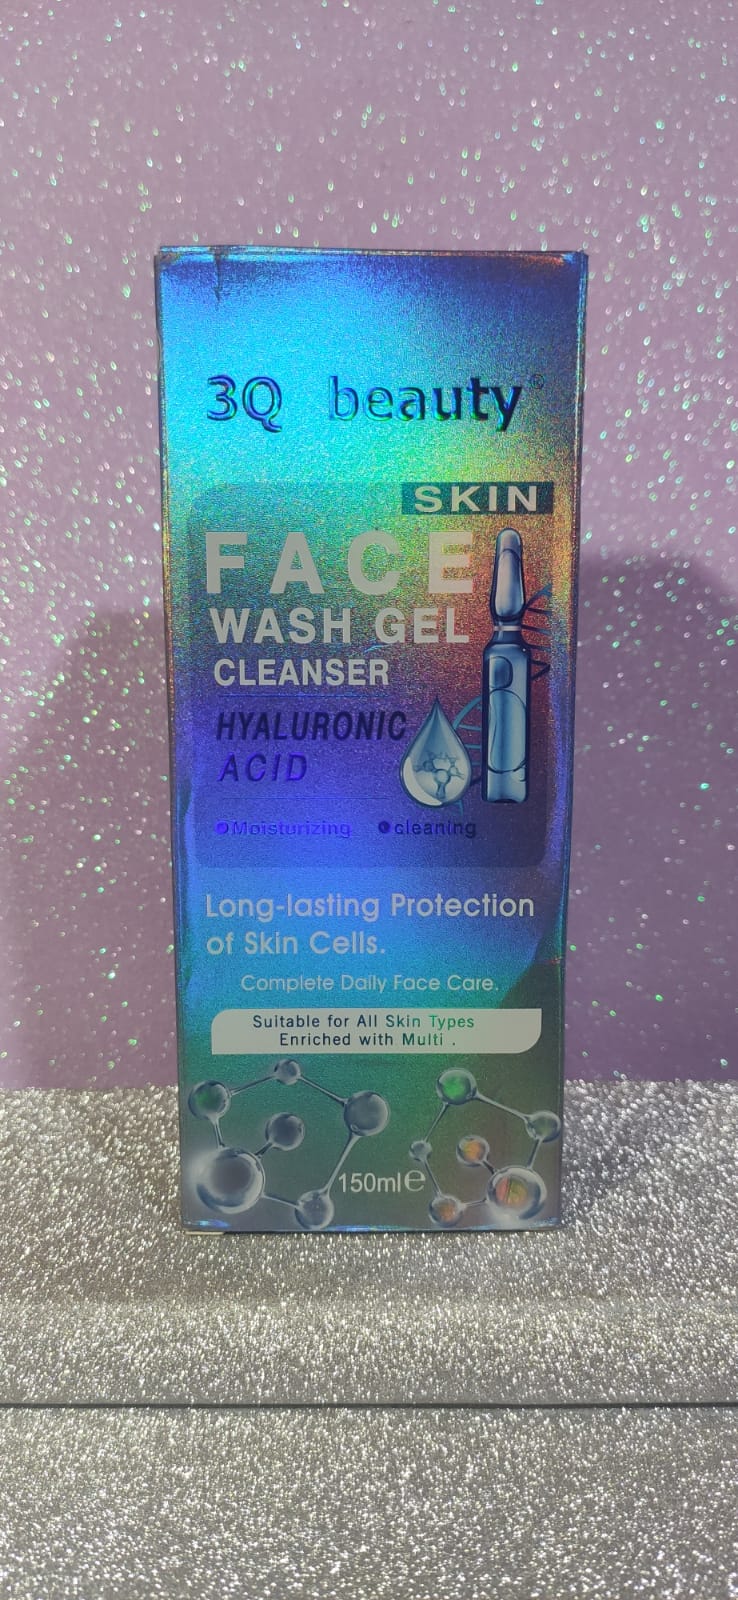 3Q beauty®
SKIN
FACE
WASH GEL
CLEANSER
HYALURONIC
ACID
Moisturizing cleaning
Long-lasting Protection
of Skin Cells.
Complete Daily Face Care.
Suitable for All Skin Types
Enriched with Multi .
150ml℮